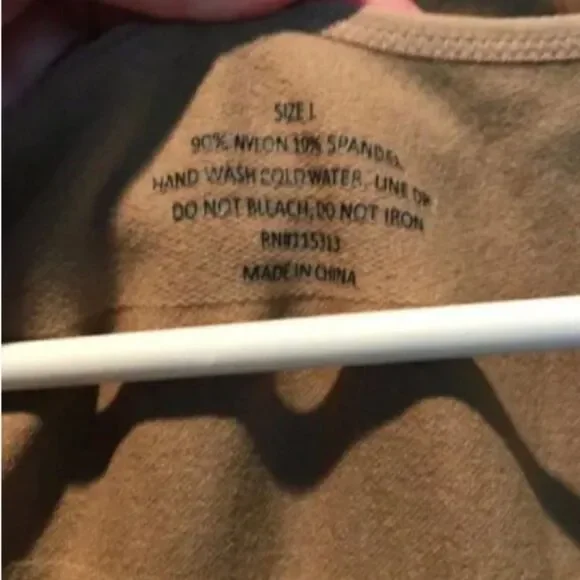 SIZE L
90% NYLON 10% SPANDEX
HAND WASH COLD WATER, LINE DR
DO NOT BLEACH, DO NOT IRON
RN#115313
MADE IN CHINA